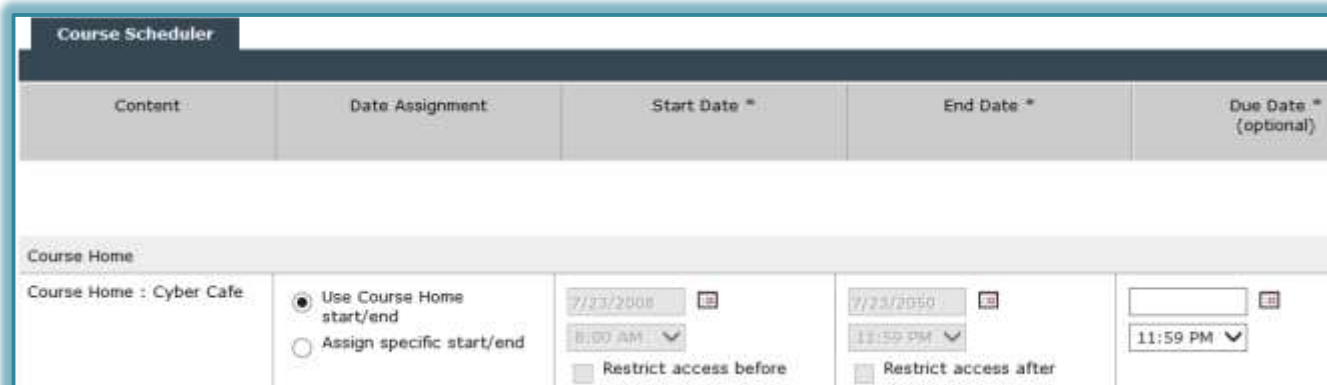 Course Scheduler
Content
Date Assignment
Start Date *
End Date *
Due Date *
(optional)
Course Home
Course Home : Cyber Cafe
Use Course Home
start/end
Assign specific start/end
7/23/2008
8:00 AM
Restrict access before
7/23/2050
11:59 PM
Restrict access after
11:59 PM